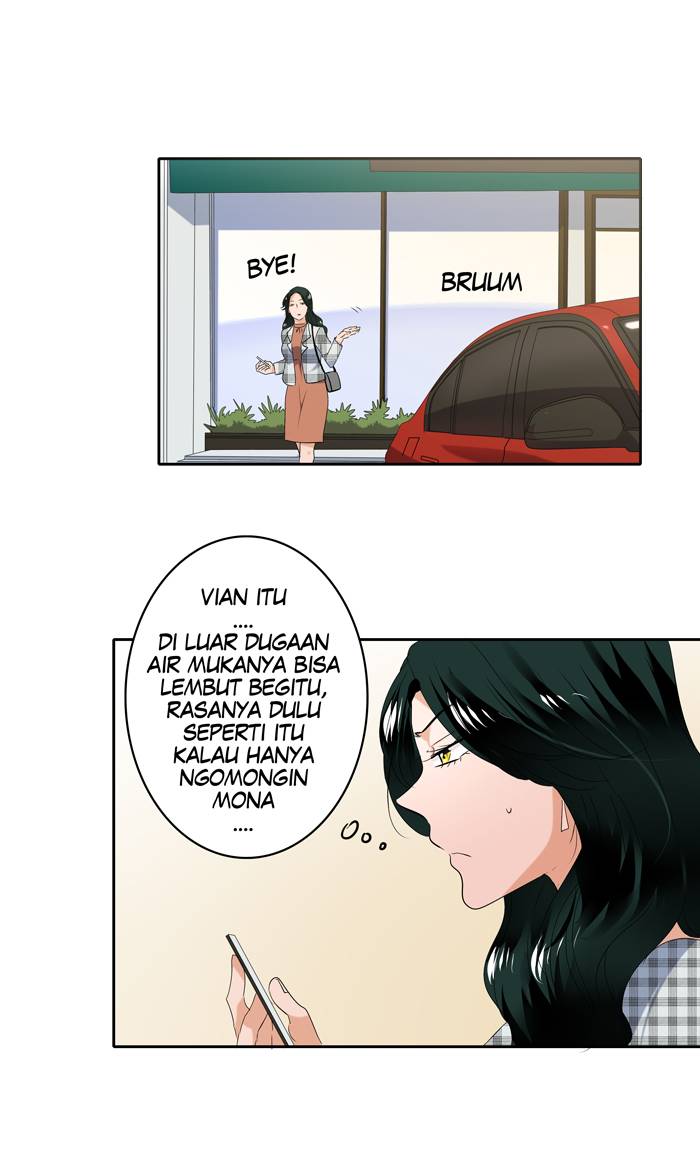 BYE!
BRUUM
VIAN ITU
....
DI LUAR DUGAAN
AIR MUKANYA BISA
LEMBUT BEGITU,
RASANYA DULU
SEPERTI ITU
KALAU HANYA
NGOMONGIN
MONA
....